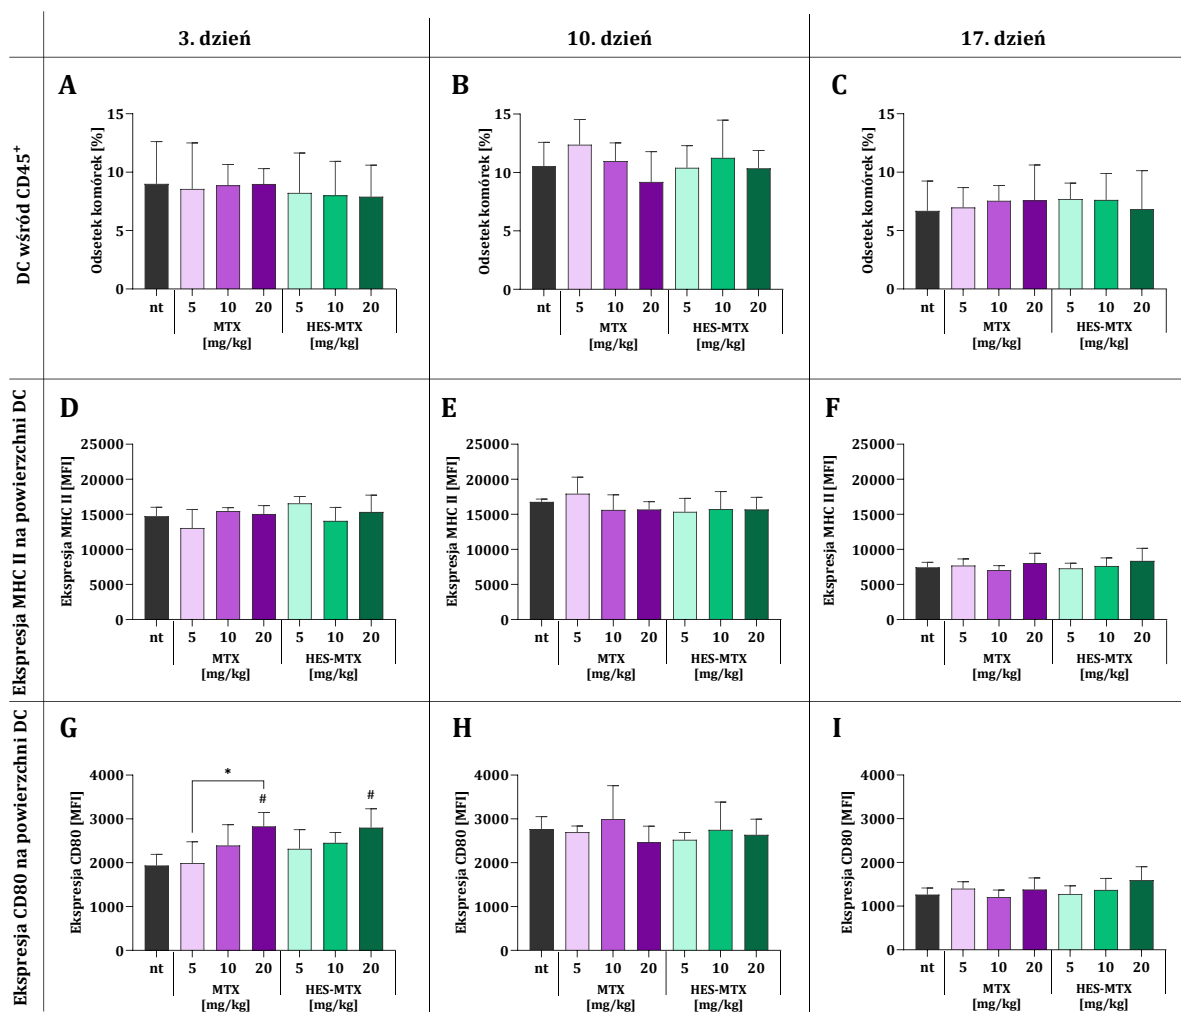 3. dzień
10. dzień
17. dzień
DC wśród CD45⁺
A
Odsetek komórek [%]
15
10
5
0
nt 5 10 20 5 10 20
MTX HES-MTX
[mg/kg] [mg/kg]
B
Odsetek komórek [%]
15
10
5
0
nt 5 10 20 5 10 20
MTX HES-MTX
[mg/kg] [mg/kg]
C
Odsetek komórek [%]
15
10
5
0
nt 5 10 20 5 10 20
MTX HES-MTX
[mg/kg] [mg/kg]
Ekspresja MHC II na powierzchni DC
D
Ekspresja MHC II [MFI]
25000
20000
15000
10000
5000
0
nt 5 10 20 5 10 20
MTX HES-MTX
[mg/kg] [mg/kg]
E
Ekspresja MHC II [MFI]
25000
20000
15000
10000
5000
0
nt 5 10 20 5 10 20
MTX HES-MTX
[mg/kg] [mg/kg]
F
Ekspresja MHC II [MFI]
25000
20000
15000
10000
5000
0
nt 5 10 20 5 10 20
MTX HES-MTX
[mg/kg] [mg/kg]
Ekspresja CD80 na powierzchni DC
G
Ekspresja CD80 [MFI]
4000
3000
2000
1000
0
*
# #
nt 5 10 20 5 10 20
MTX HES-MTX
[mg/kg] [mg/kg]
H
Ekspresja CD80 [MFI]
4000
3000
2000
1000
0
nt 5 10 20 5 10 20
MTX HES-MTX
[mg/kg] [mg/kg]
I
Ekspresja CD80 [MFI]
4000
3000
2000
1000
0
nt 5 10 20 5 10 20
MTX HES-MTX
[mg/kg] [mg/kg]